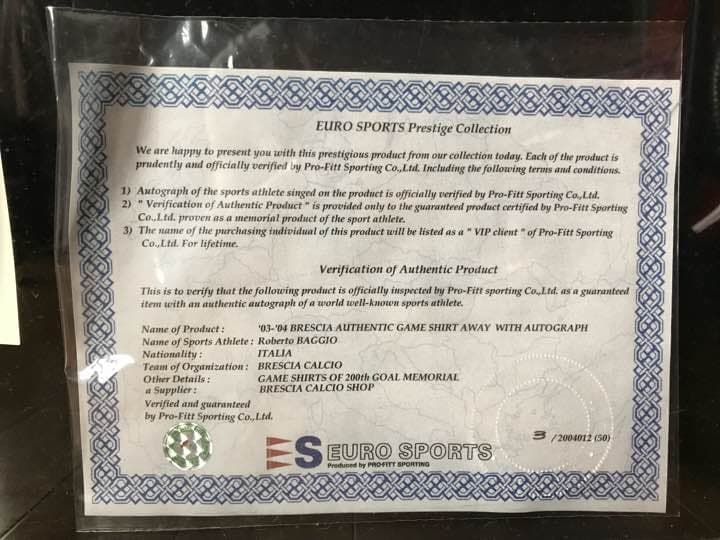 EURO SPORTS Prestige Collection
We are happy to present you with this prestigious product from our collection today. Each of the product is
prudently and officially verified by Pro-Fitt Sporting Co.,Ltd. Including the following terms and conditions.
1) Autograph of the sports athlete singed on the product is officially verified by Pro-Fitt Sporting Co.,Ltd.
2) " Verification of Authentic Product " is provided only to the guaranteed product certified by Pro-Fitt Sporting
Co.,Ltd. proven as a memorial product of the sport athlete.
3) The name of the purchasing individual of this product will be listed as a " VIP client " of Pro-Fitt Sporting
Co.,Ltd. For lifetime.
Verification of Authentic Product
This is to verify that the following product is officially inspected by Pro-Fitt sporting Co.,Ltd. as a guaranteed
item with an authentic autograph of a world well-known sports athlete.
Name of Product : '03-'04 BRESCIA AUTHENTIC GAME SHIRT AWAY WITH AUTOGRAPH
Name of Sports Athlete : Roberto BAGGIO
Nationality : ITALIA
Team of Organization : BRESCIA CALCIO
Other Details : GAME SHIRTS OF 200th GOAL MEMORIAL
a Supplier : BRESCIA CALCIO SHOP
Verified and guaranteed
by Pro-Fitt Sporting Co.,Ltd.
ES EURO SPORTS
Produced by PRO-FITT SPORTING
3 / 2004012 (50)